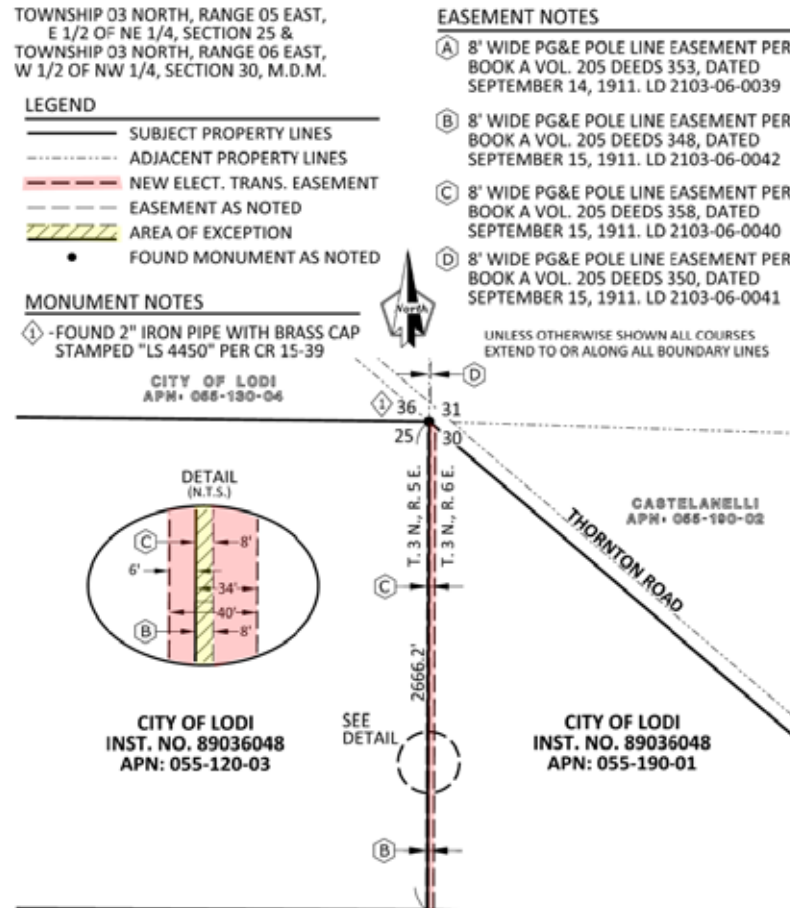 TOWNSHIP 03 NORTH, RANGE 05 EAST,
E 1/2 OF NE 1/4, SECTION 25 &
TOWNSHIP 03 NORTH, RANGE 06 EAST,
W 1/2 OF NW 1/4, SECTION 30, M.D.M.
LEGEND
SUBJECT PROPERTY LINES
ADJACENT PROPERTY LINES
NEW ELECT. TRANS. EASEMENT
EASEMENT AS NOTED
AREA OF EXCEPTION
FOUND MONUMENT AS NOTED
MONUMENT NOTES
1 -FOUND 2" IRON PIPE WITH BRASS CAP
STAMPED "LS 4450" PER CR 15-39
EASEMENT NOTES
A 8' WIDE PG&E POLE LINE EASEMENT PER
BOOK A VOL. 205 DEEDS 353, DATED
SEPTEMBER 14, 1911. LD 2103-06-0039
B 8' WIDE PG&E POLE LINE EASEMENT PER
BOOK A VOL. 205 DEEDS 348, DATED
SEPTEMBER 15, 1911. LD 2103-06-0042
C 8' WIDE PG&E POLE LINE EASEMENT PER
BOOK A VOL. 205 DEEDS 358, DATED
SEPTEMBER 15, 1911. LD 2103-06-0040
D 8' WIDE PG&E POLE LINE EASEMENT PER
BOOK A VOL. 205 DEEDS 350, DATED
SEPTEMBER 15, 1911. LD 2103-06-0041
North
UNLESS OTHERWISE SHOWN ALL COURSES
EXTEND TO OR ALONG ALL BOUNDARY LINES
CITY OF LODI
APN: 055-130-04
D
1 36 31
25 30
T. 3 N., R. 5 E.
T. 3 N., R. 6 E.
THORNTON ROAD
CASTELANELLI
APN: 055-190-02
DETAIL
(N.T.S.)
C 8'
6'
34'
40'
B 8'
C
2666.2'
SEE
DETAIL
CITY OF LODI
INST. NO. 89036048
APN: 055-120-03
CITY OF LODI
INST. NO. 89036048
APN: 055-190-01
B